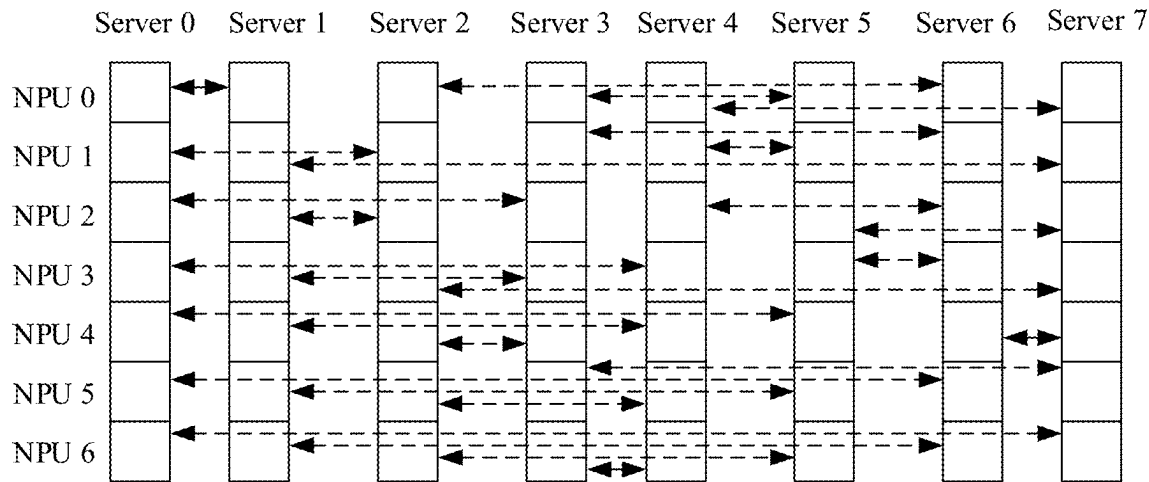 Server 0 Server 1 Server 2 Server 3 Server 4 Server 5 Server 6 Server 7
NPU 0
NPU 1
NPU 2
NPU 3
NPU 4
NPU 5
NPU 6